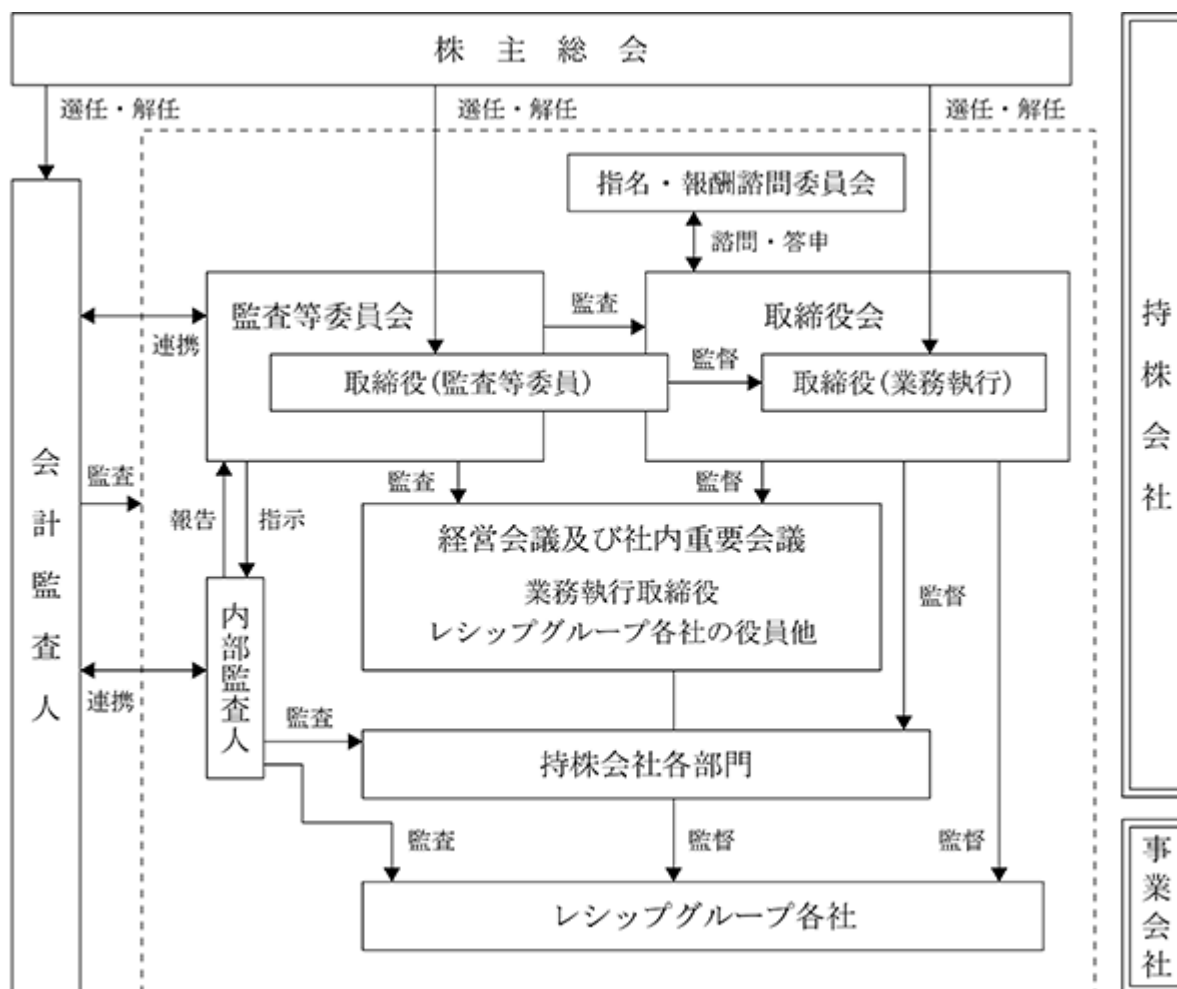 株主総会
選任・解任
選任・解任
選任・解任
指名・報酬諮問委員会
諮問・答申
監査等委員会
監査
取締役会
連携
取締役(監査等委員)
監督
取締役(業務執行)
会計監査人
監査
報告
指示
監査
監督
経営会議及び社内重要会議
業務執行取締役
レシップグループ各社の役員他
監督
内部監査人
連携
監査
持株会社各部門
監査
監督
監督
レシップグループ各社
持株会社
事業会社